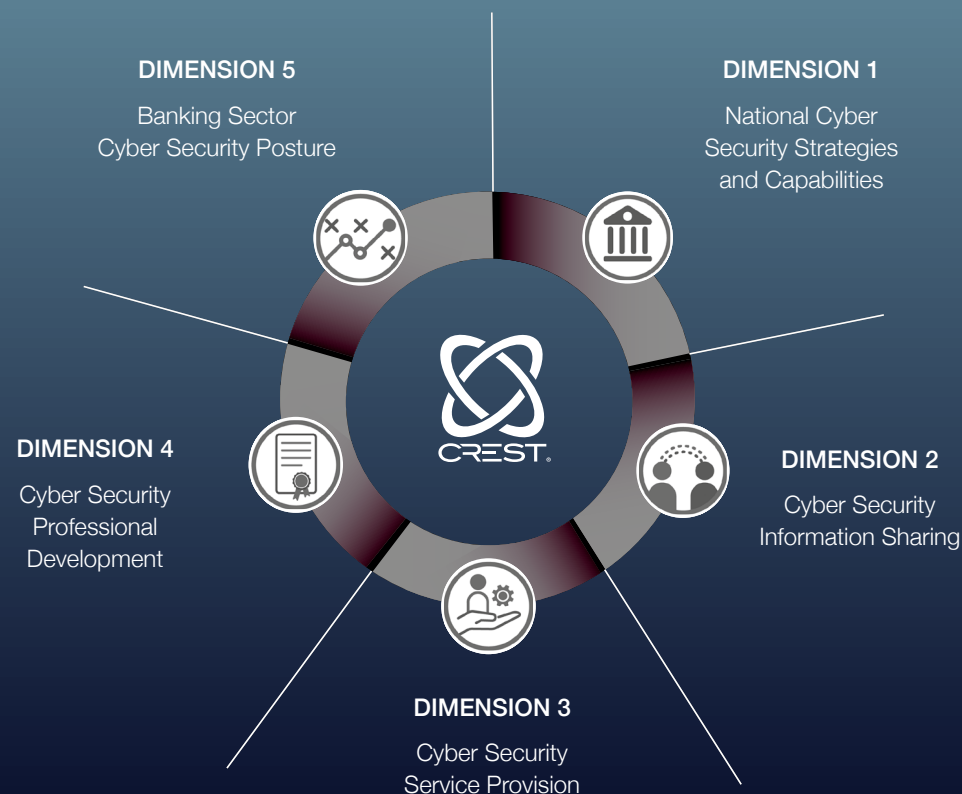 DIMENSION 5
Banking Sector
Cyber Security Posture
DIMENSION 1
National Cyber
Security Strategies
and Capabilities
CREST.
DIMENSION 4
Cyber Security
Professional
Development
DIMENSION 2
Cyber Security
Information Sharing
DIMENSION 3
Cyber Security
Service Provision